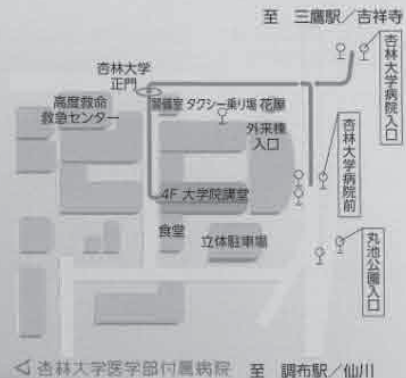 至 三鷹駅／吉祥寺
杏林大学病院入口
杏林大学
正門
高度救命
救急センター
警備室 タクシー乗り場 花屋
外来棟
入口
杏林大学病院前
4F 大学院講堂
食堂
立体駐車場
丸池公園入口
杏林大学医学部付属病院
至 調布駅／仙川